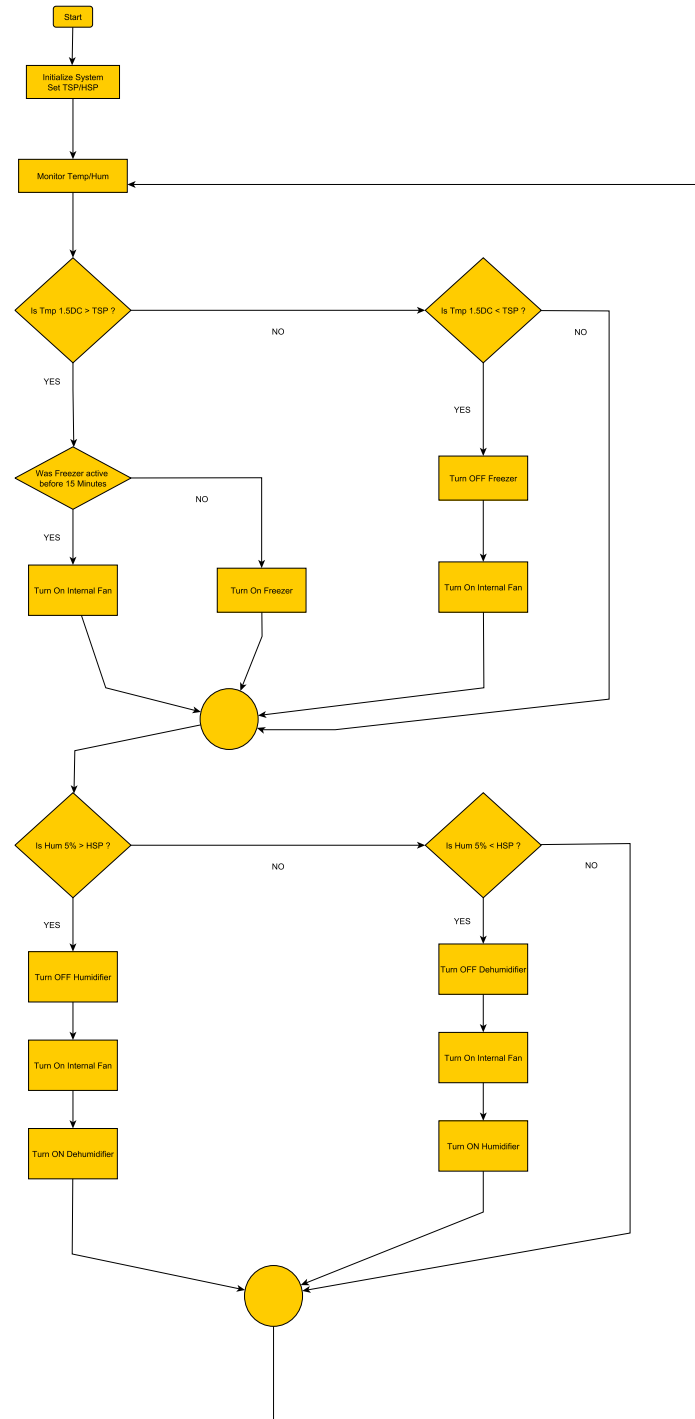 Start
Initialize System
Set TSP/HSP
Monitor Temp/Hum
Is Tmp 1.5DC > TSP ?
NO
Is Tmp 1.5DC < TSP ?
NO
YES
YES
Was Freezer active
before 15 Minutes
NO
Turn OFF Freezer
YES
Turn On Internal Fan
Turn On Freezer
Turn On Internal Fan
Is Hum 5% > HSP ?
NO
Is Hum 5% < HSP ?
NO
YES
YES
Turn OFF Humidifier
Turn OFF Dehumidifier
Turn On Internal Fan
Turn On Internal Fan
Turn ON Dehumidifier
Turn ON Humidifier